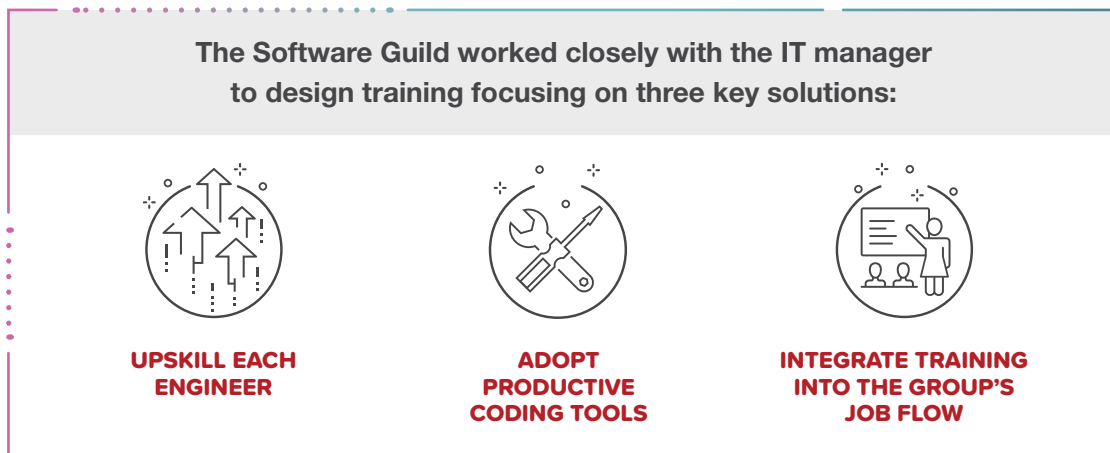 The Software Guild worked closely with the IT manager
to design training focusing on three key solutions:
UPSKILL EACH
ENGINEER
ADOPT
PRODUCTIVE
CODING TOOLS
INTEGRATE TRAINING
INTO THE GROUP'S
JOB FLOW